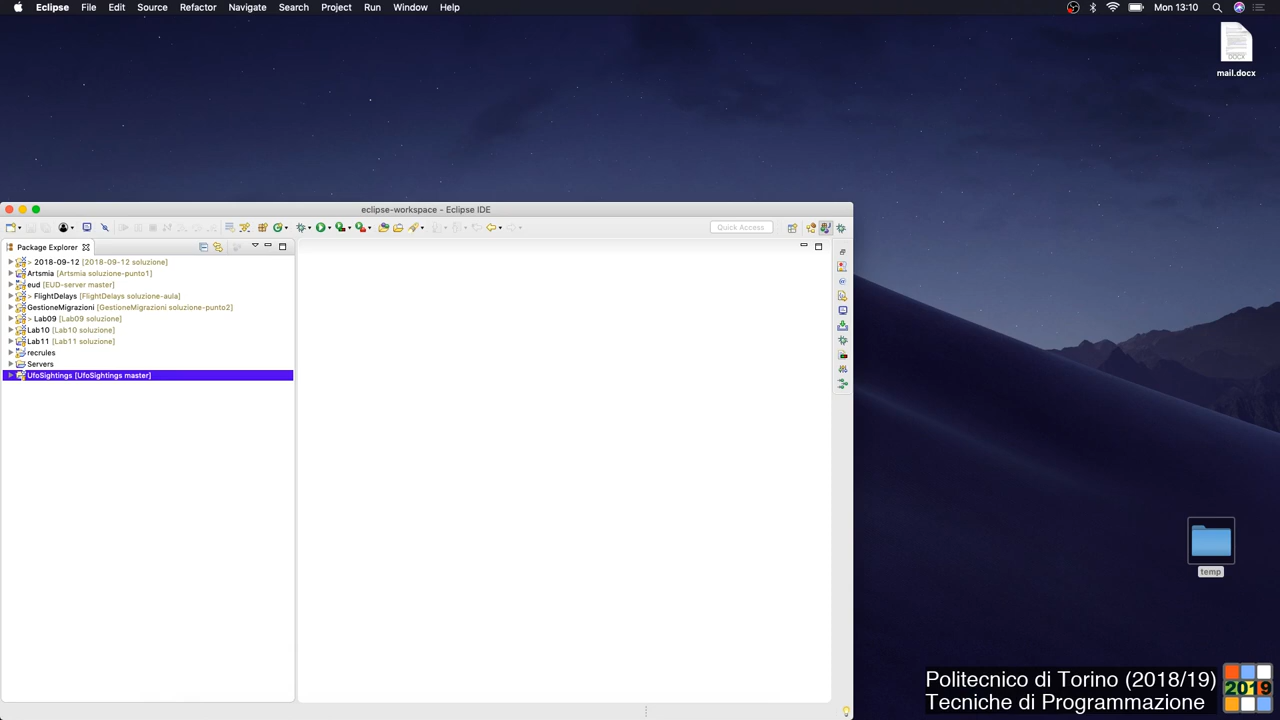 Eclipse File Edit Source Refactor Navigate Search Project Run Window Help Mon 13:10
mail.docx
DOCX
eclipse-workspace - Eclipse IDE
Quick Access
Package Explorer
> 2018-09-12 [2018-09-12 soluzione]
Artsmia [Artsmia soluzione-punto1]
eud [EUD-server master]
> FlightDelays [FlightDelays soluzione-aula]
GestioneMigrazioni [GestioneMigrazioni soluzione-punto2]
> Lab09 [Lab09 soluzione]
Lab10 [Lab10 soluzione]
Lab11 [Lab11 soluzione]
recrules
Servers
UfoSightings [UfoSightings master]
temp
Politecnico di Torino (2018/19)
Tecniche di Programmazione
2019